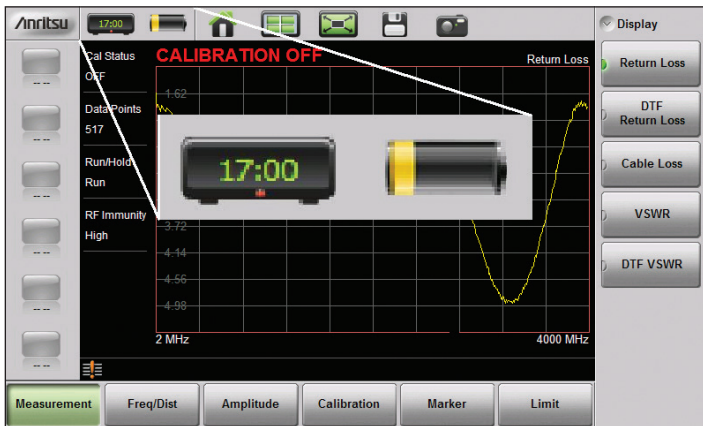 Anritsu
17:00
Display
Cal Status
OFF
CALIBRATION OFF
Return Loss
Return Loss
Data Points
517
1.62
DTF
Return Loss
17:00
Run/Hold
Run
Cable Loss
RF Immunity
High
3.72
VSWR
4.14
4.56
DTF VSWR
4.98
2 MHz
4000 MHz
-- --
-- --
-- --
-- --
-- --
-- --
Measurement
Freq/Dist
Amplitude
Calibration
Marker
Limit